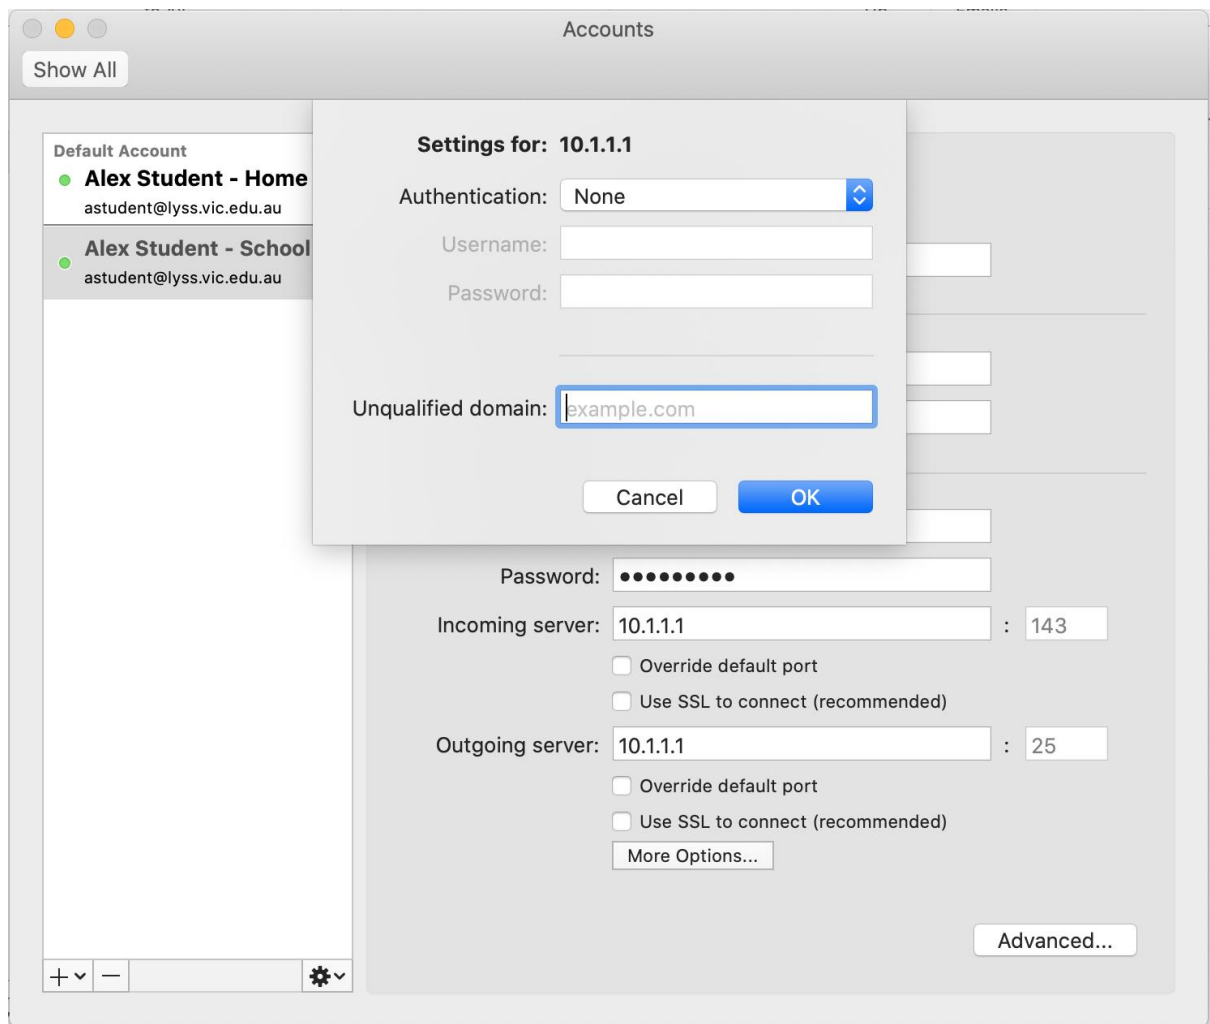 Accounts
Show All
Default Account
Alex Student - Home
astudent@lyss.vic.edu.au
Alex Student - School
astudent@lyss.vic.edu.au
Settings for: 10.1.1.1
Authentication: None
Username:
Password:
Unqualified domain: example.com
Cancel OK
Password: ●●●●●●●●●
Incoming server: 10.1.1.1 : 143
Override default port
Use SSL to connect (recommended)
Outgoing server: 10.1.1.1 : 25
Override default port
Use SSL to connect (recommended)
More Options...
Advanced...